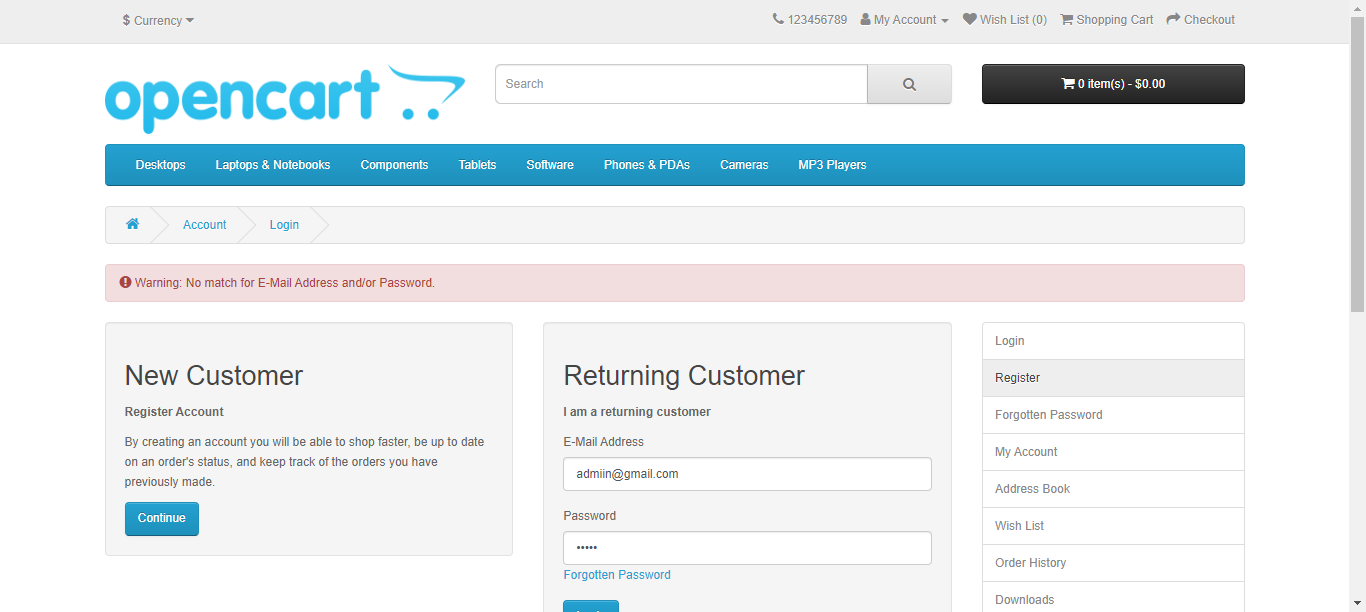 $ Currency
123456789 My Account Wish List (0) Shopping Cart Checkout
opencart
Search
0 item(s) - $0.00
Desktops Laptops & Notebooks Components Tablets Software Phones & PDAs Cameras MP3 Players
Account Login
Warning: No match for E-Mail Address and/or Password.
New Customer
Register Account
By creating an account you will be able to shop faster, be up to date
on an order's status, and keep track of the orders you have
previously made.
Continue
Returning Customer
I am a returning customer
E-Mail Address
admiin@gmail.com
Password
•••••
Forgotten Password
Login
Register
Forgotten Password
My Account
Address Book
Wish List
Order History
Downloads